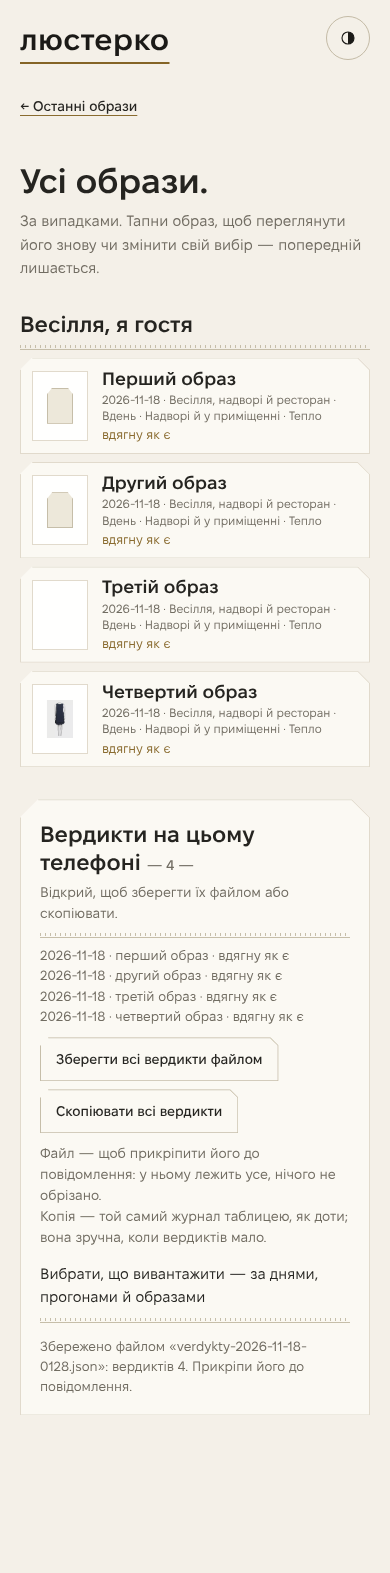 люстерко
← Останні образи
Усі образи.
За випадками. Тапни образ, щоб переглянути
його знову чи змінити свій вибір — попередній
лишається.
Весілля, я гостя
Перший образ
2026-11-18 · Весілля, надворі й ресторан ·
Вдень · Надворі й у приміщенні · Тепло
вдягну як є
Другий образ
2026-11-18 · Весілля, надворі й ресторан ·
Вдень · Надворі й у приміщенні · Тепло
вдягну як є
Третій образ
2026-11-18 · Весілля, надворі й ресторан ·
Вдень · Надворі й у приміщенні · Тепло
вдягну як є
Четвертий образ
2026-11-18 · Весілля, надворі й ресторан ·
Вдень · Надворі й у приміщенні · Тепло
вдягну як є
Вердикти на цьому
телефоні — 4 —
Відкрий, щоб зберегти їх файлом або
скопіювати.
2026-11-18 · перший образ · вдягну як є
2026-11-18 · другий образ · вдягну як є
2026-11-18 · третій образ · вдягну як є
2026-11-18 · четвертий образ · вдягну як є
Зберегти всі вердикти файлом
Скопіювати всі вердикти
Файл — щоб прикріпити його до
повідомлення: у ньому лежить усе, нічого не
обрізано.
Копія — той самий журнал таблицею, як доти;
вона зручна, коли вердиктів мало.
Вибрати, що вивантажити — за днями,
прогонами й образами
Збережено файлом «verdykty-2026-11-18-
0128.json»: вердиктів 4. Прикріпи його до
повідомлення.